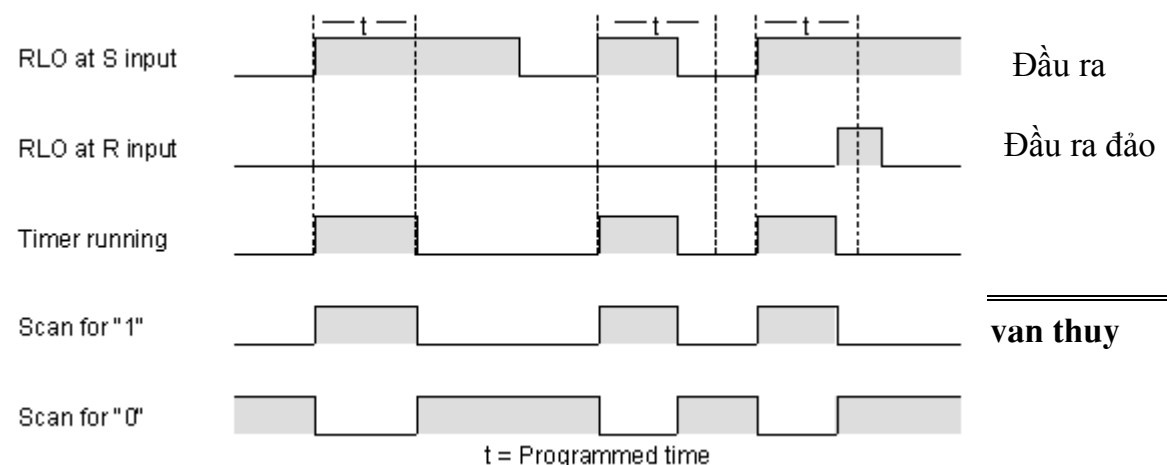 t t t
RLO at S input
Đầu ra
RLO at R input
Đầu ra đảo
Timer running
Scan for "1"
van thuy
Scan for "0"
t = Programmed time